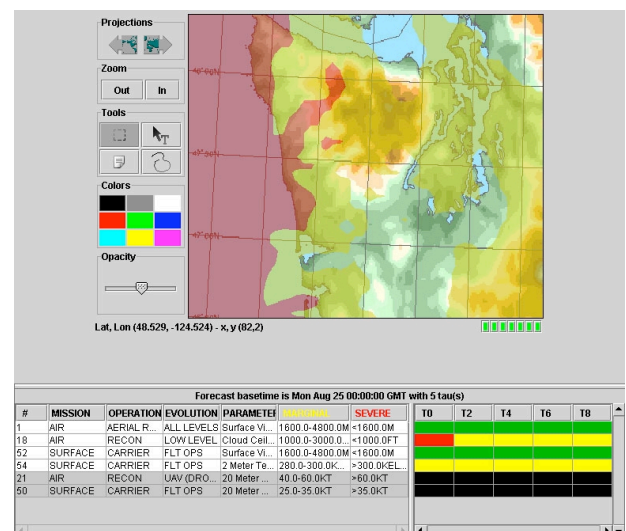 Projections
Zoom
Out In
Tools
T
Colors
Opacity
47° 00N
Lat, Lon (48.529, -124.524) - x, y (82,2)
Forecast basetime is Mon Aug 25 00:00:00 GMT with 5 tau(s)
# MISSION OPERATION EVOLUTION PARAMETER MARGINAL SEVERE T0 T2 T4 T6 T8
1 AIR AERIAL R... ALL LEVELS Surface Vi... 1600.0-4800.0M <1600.0M
18 AIR RECON LOW LEVEL Cloud Ceil... 1000.0-3000.0... <1000.0FT
52 SURFACE CARRIER FLT OPS Surface Vi... 1600.0-4800.0M <1600.0M
54 SURFACE CARRIER FLT OPS 2 Meter Te... 280.0-300.0K... >300.0KEL...
21 AIR RECON UAV (DRO... 20 Meter ... 40.0-60.0KT >60.0KT
50 SURFACE CARRIER FLT OPS 20 Meter ... 25.0-35.0KT >35.0KT